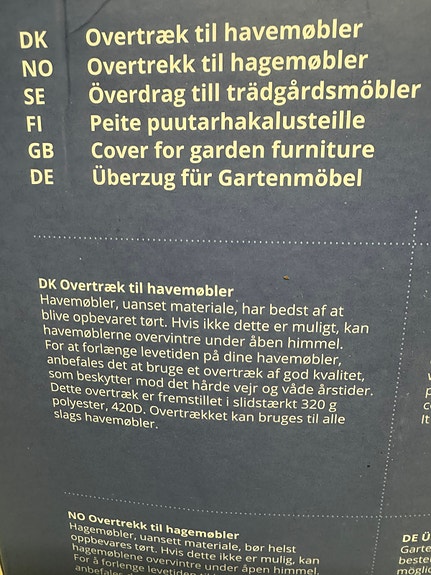 DK Overtræk til havemøbler
NO Overtrekk til hagemøbler
SE Överdrag till trädgårdsmöbler
FI Peite puutarhakalusteille
GB Cover for garden furniture
DE Überzug für Gartenmöbel
DK Overtræk til havemøbler
Havemøbler, uanset materiale, har bedst af at
blive opbevaret tørt. Hvis ikke dette er muligt, kan
havemøblerne overvintre under åben himmel.
For at forlænge levetiden på dine havemøbler,
anbefales det at bruge et overtræk af god kvalitet,
som beskytter mod det hårde vejr og våde årstider.
Dette overtræk er fremstillet i slidstærkt 320 g
polyester, 420D. Overtrækket kan bruges til alle
slags havemøbler.
NO Overtrekk til hagemøbler
Hagemøbler, uansett materiale, bør helst
oppbevares tørt. Hvis ikke dette er mulig, kan
hagemøblene overvintre under åpen himmel.
For å forlenge levetiden
DE